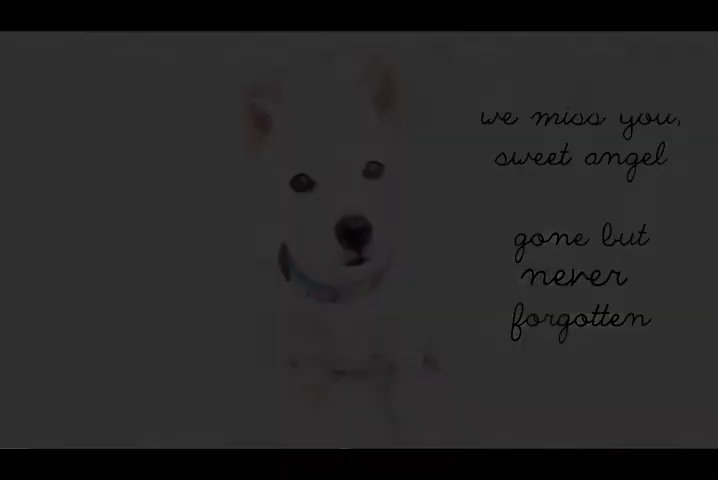 we miss you,
sweet angel
gone but
never
forgotten